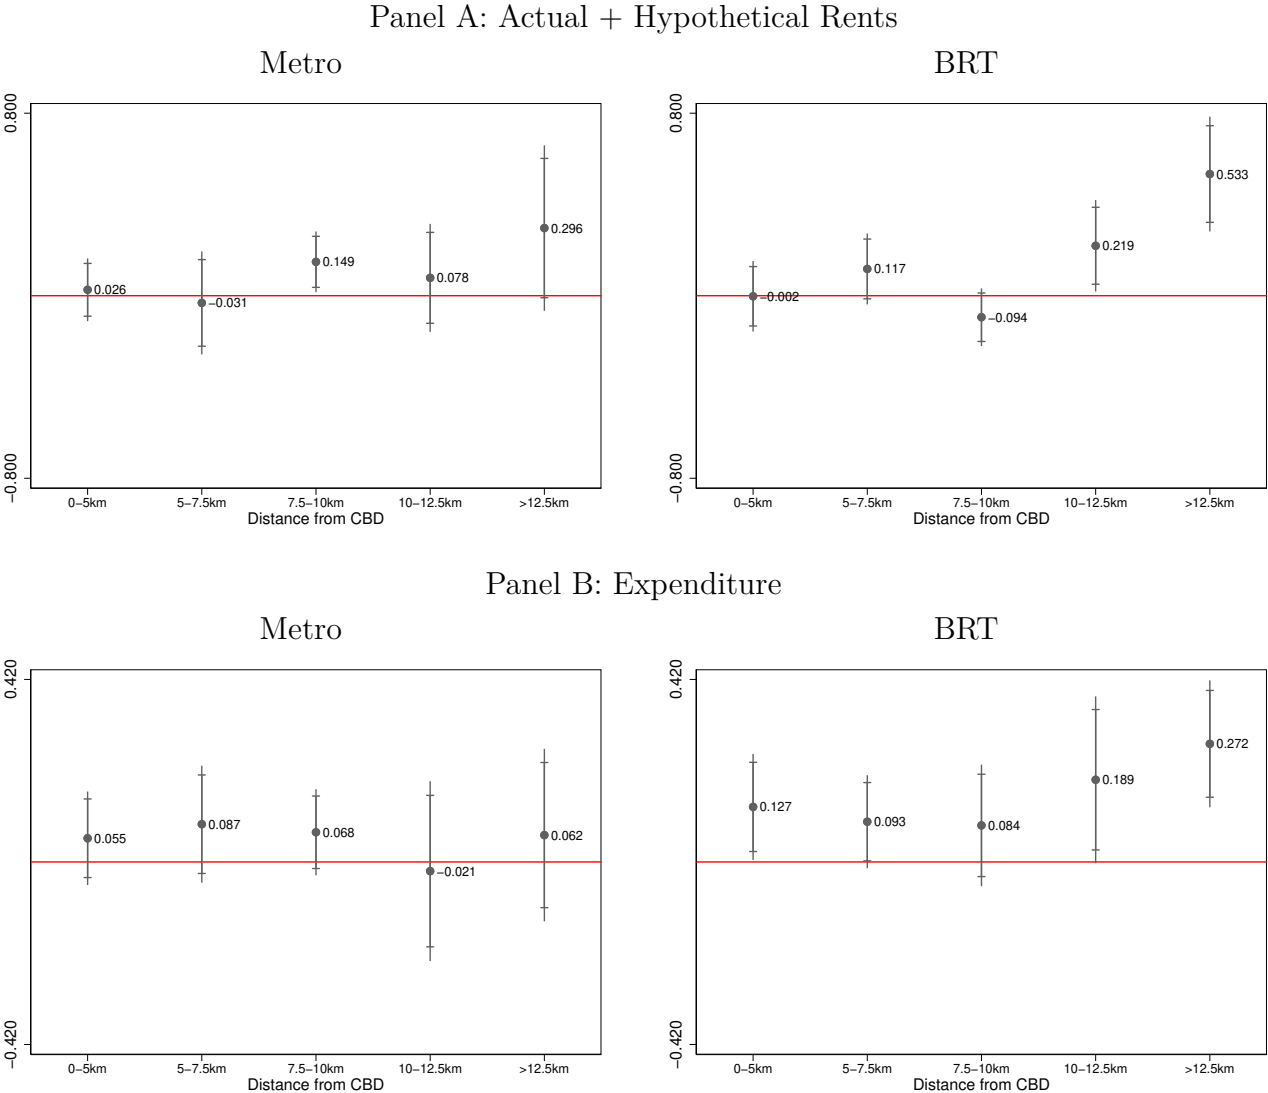 Panel A: Actual + Hypothetical Rents
Metro
0.800
−0.800
0.026
−0.031
0.149
0.078
0.296
0−5km 5−7.5km 7.5−10km 10−12.5km >12.5km
Distance from CBD
BRT
0.800
−0.800
−0.002
0.117
−0.094
0.219
0.533
0−5km 5−7.5km 7.5−10km 10−12.5km >12.5km
Distance from CBD
Panel B: Expenditure
Metro
0.420
−0.420
0.055
0.087
0.068
−0.021
0.062
0−5km 5−7.5km 7.5−10km 10−12.5km >12.5km
Distance from CBD
BRT
0.420
−0.420
0.127
0.093
0.084
0.189
0.272
0−5km 5−7.5km 7.5−10km 10−12.5km >12.5km
Distance from CBD